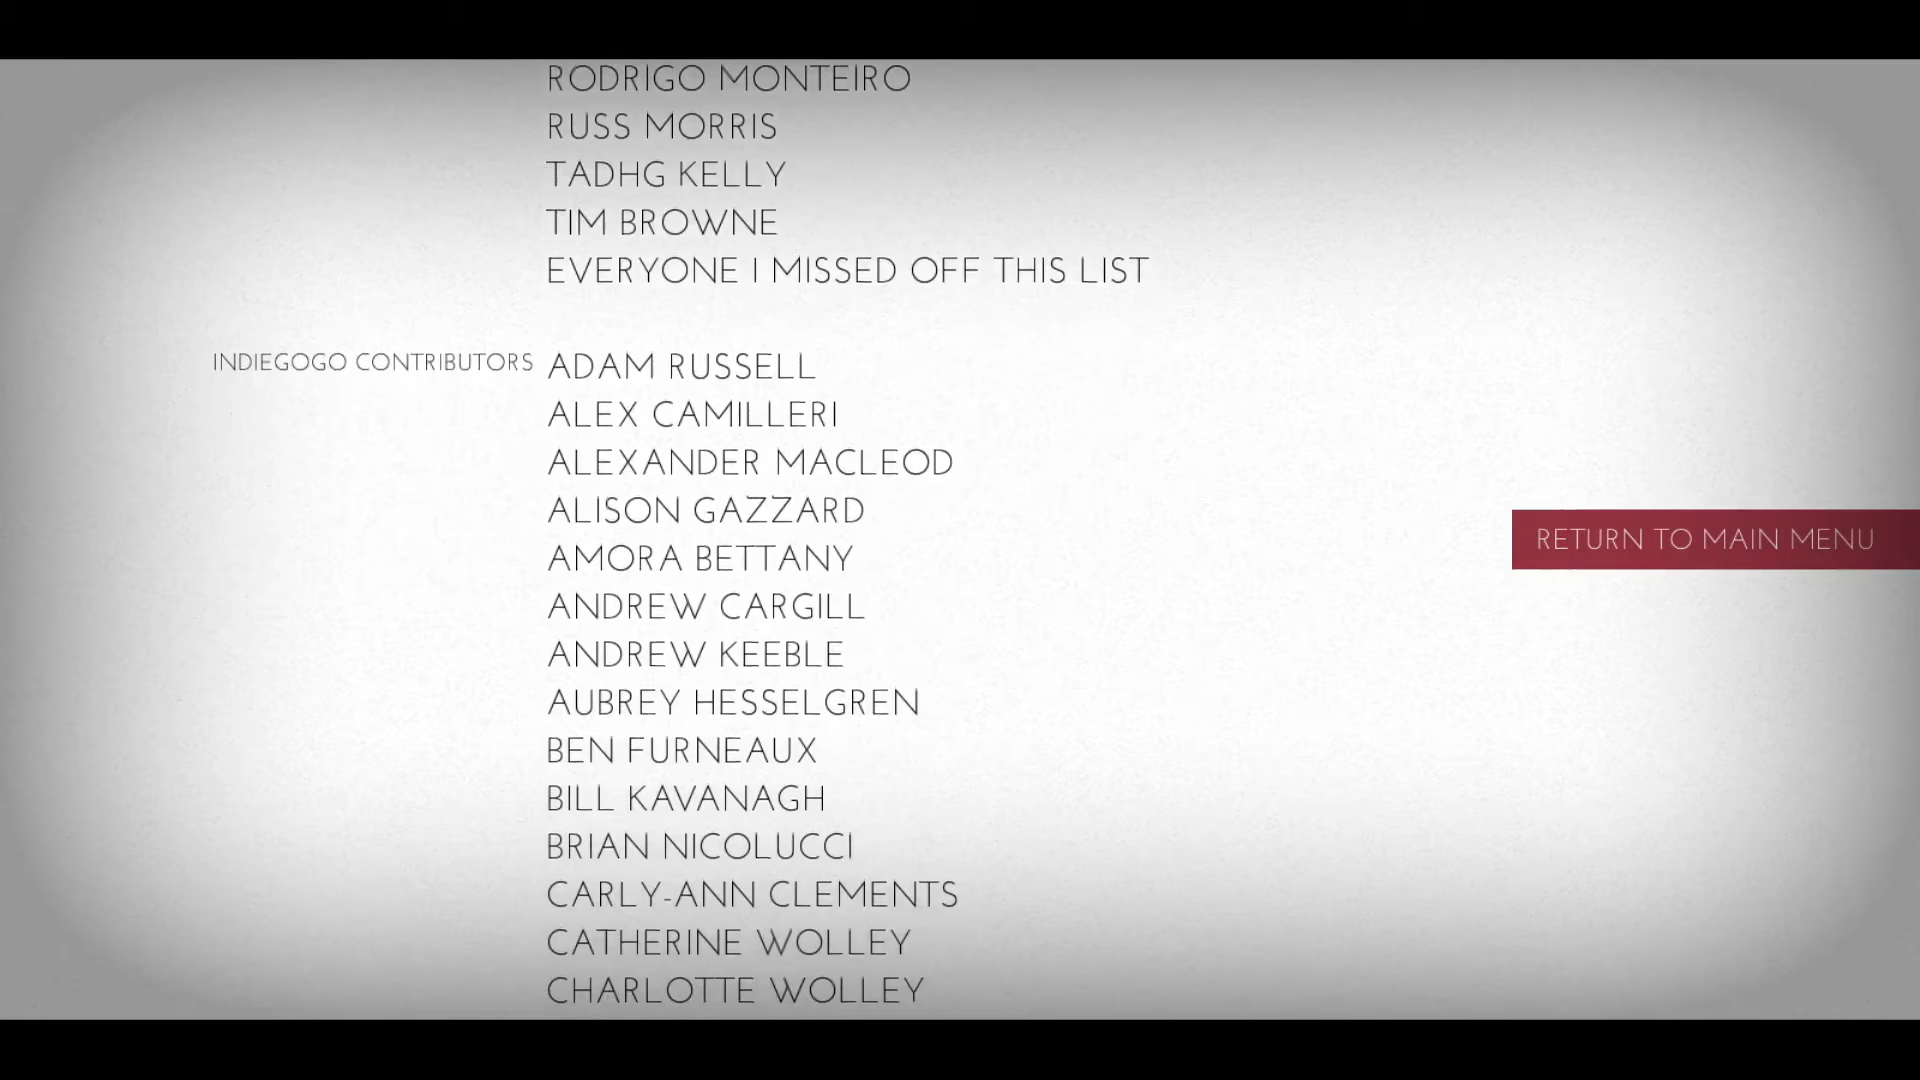 RODRIGO MONTEIRO
RUSS MORRIS
TADHG KELLY
TIM BROWNE
EVERYONE I MISSED OFF THIS LIST
INDIEGOGO CONTRIBUTORS ADAM RUSSELL
ALEX CAMILLERI
ALEXANDER MACLEOD
ALISON GAZZARD
RETURN TO MAIN MENU
AMORA BETTANY
ANDREW CARGILL
ANDREW KEEBLE
AUBREY HESSELGREN
BEN FURNEAUX
BILL KAVANAGH
BRIAN NICOLUCCI
CARLY-ANN CLEMENTS
CATHERINE WOLLEY
CHARLOTTE WOLLEY